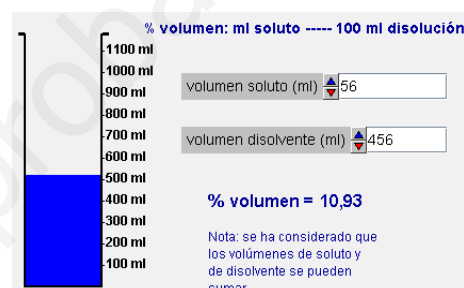 % volumen: ml soluto ----- 100 ml disolución
1100 ml
1000 ml
900 ml
800 ml
700 ml
600 ml
500 ml
400 ml
300 ml
200 ml
100 ml
volumen soluto (ml) 56
volumen disolvente (ml) 456
% volumen = 10,93
Nota: se ha considerado que
los volúmenes de soluto y
de disolvente se pueden
sumar